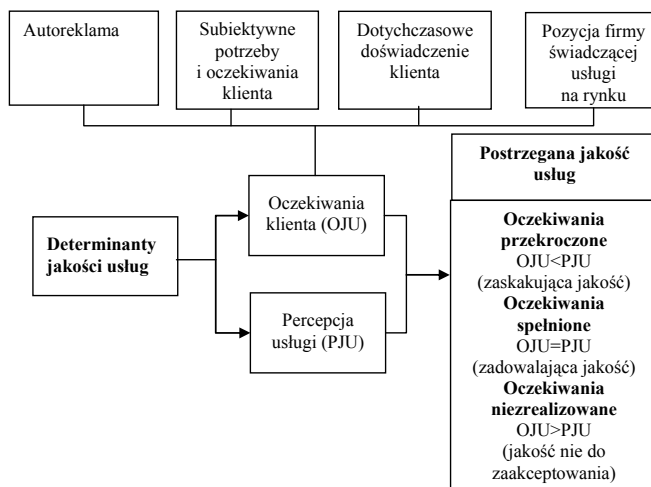 Autoreklama
Subiektywne
potrzeby
i oczekiwania
klienta
Dotychczasowe
doświadczenie
klienta
Pozycja firmy
świadczącej
usługi
na rynku
Postrzegana jakość
usług
Oczekiwania
klienta (OJU)
Determinanty
jakości usług
Percepcja
usługi (PJU)
Oczekiwania
przekroczone
OJU<PJU
(zaskakująca jakość)
Oczekiwania
spełnione
OJU=PJU
(zadowalająca jakość)
Oczekiwania
niezrealizowane
OJU>PJU
(jakość nie do
zaakceptowania)